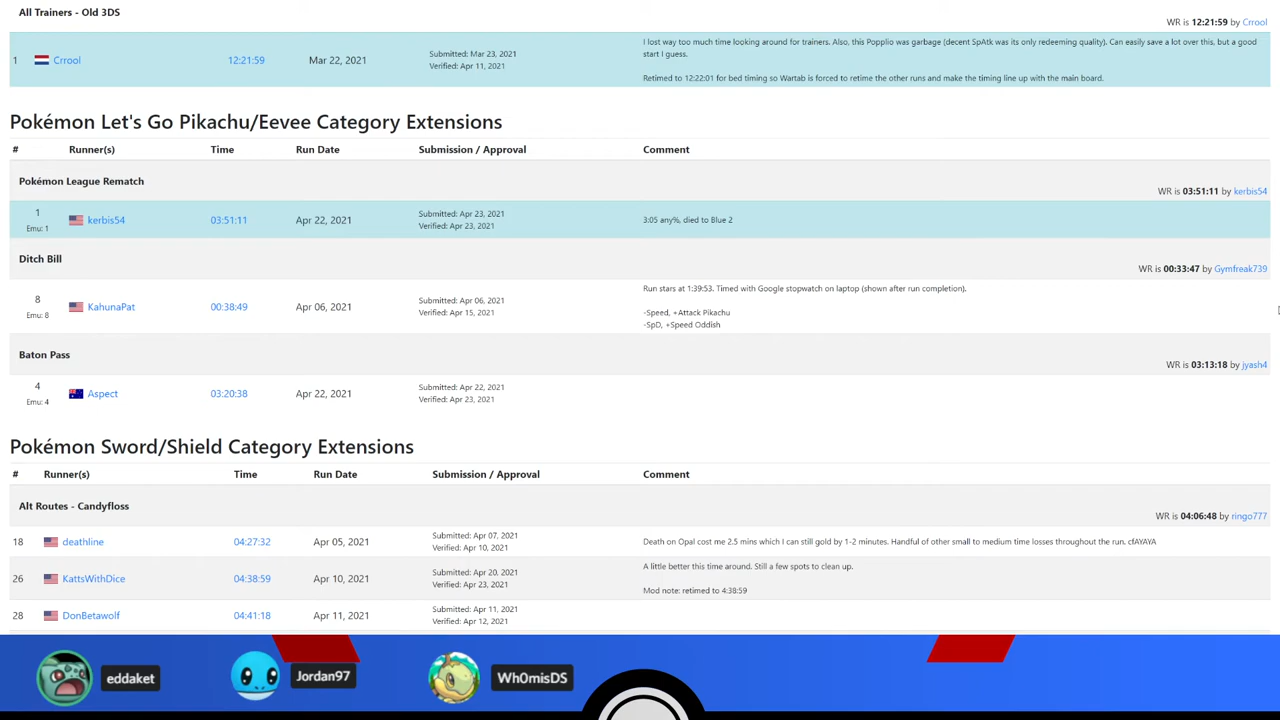 All Trainers - Old 3DS
WR is 12:21:59 by Crrool
1 Crrool 12:21:59 Mar 22, 2021 Submitted: Mar 23, 2021 Verified: Apr 11, 2021
I lost way too much time looking around for trainers. Also, this Popplio was garbage (decent SpAtk was its only redeeming quality). Can easily save a lot over this, but a good
start I guess.
Retimed to 12:22:01 for bed timing so Wartab is forced to retime the other runs and make the timing line up with the main board.
Pokémon Let's Go Pikachu/Eevee Category Extensions
# Runner(s) Time Run Date Submission / Approval Comment
Pokémon League Rematch
WR is 03:51:11 by kerbis54
1 Emu: 1 kerbis54 03:51:11 Apr 22, 2021 Submitted: Apr 23, 2021 Verified: Apr 23, 2021 3:05 any%, died to Blue 2
Ditch Bill
WR is 00:33:47 by Gymfreak739
8 Emu: 8 KahunaPat 00:38:49 Apr 06, 2021 Submitted: Apr 06, 2021 Verified: Apr 15, 2021
Run stars at 1:39:53. Timed with Google stopwatch on laptop (shown after run completion).
-Speed, +Attack Pikachu
-SpD, +Speed Oddish
Baton Pass
WR is 03:13:18 by jyash4
4 Emu: 4 Aspect 03:20:38 Apr 22, 2021 Submitted: Apr 22, 2021 Verified: Apr 23, 2021
Pokémon Sword/Shield Category Extensions
# Runner(s) Time Run Date Submission / Approval Comment
Alt Routes - Candyfloss
WR is 04:06:48 by ringo777
18 deathline 04:27:32 Apr 05, 2021 Submitted: Apr 07, 2021 Verified: Apr 10, 2021 Death on Opal cost me 2.5 mins which I can still gold by 1-2 minutes. Handful of other small to medium time losses throughout the run. cfAYAYA
26 KattsWithDice 04:38:59 Apr 10, 2021 Submitted: Apr 20, 2021 Verified: Apr 23, 2021
A little better this time around. Still a few spots to clean up.
Mod note: retimed to 4:38:59
28 DonBetawolf 04:41:18 Apr 11, 2021 Submitted: Apr 11, 2021 Verified: Apr 12, 2021
eddaket Jordan97 Wh0misDS